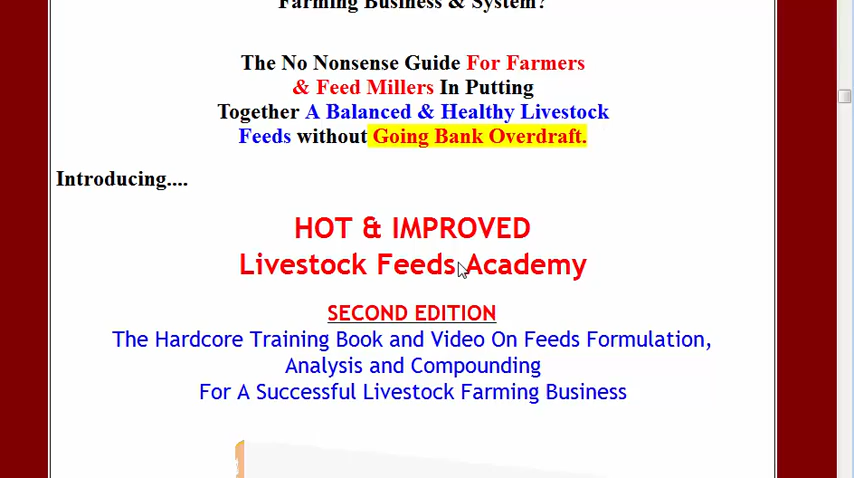 Farming Business & System?
The No Nonsense Guide For Farmers
& Feed Millers In Putting
Together A Balanced & Healthy Livestock
Feeds without Going Bank Overdraft.
Introducing....
HOT & IMPROVED
Livestock Feeds Academy
SECOND EDITION
The Hardcore Training Book and Video On Feeds Formulation,
Analysis and Compounding
For A Successful Livestock Farming Business